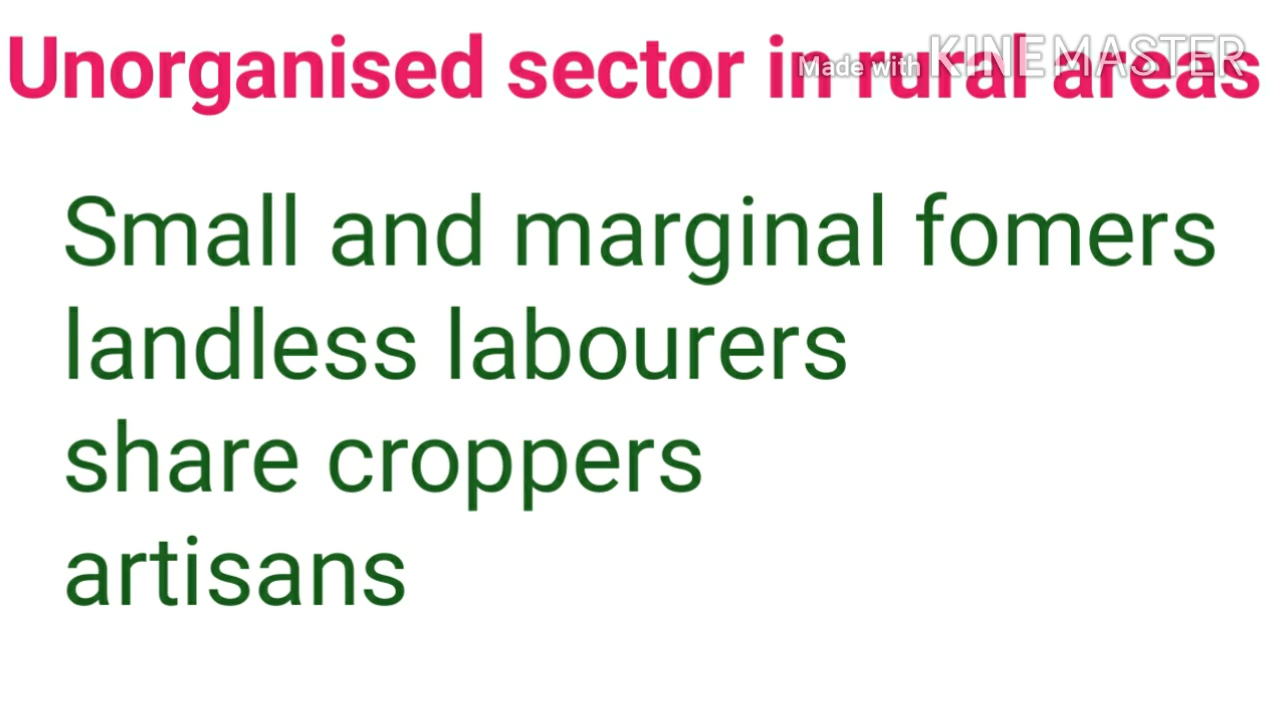 Unorganised sector in rural areas
Made with KINEMASTER
Small and marginal fomers
landless labourers
share croppers
artisans